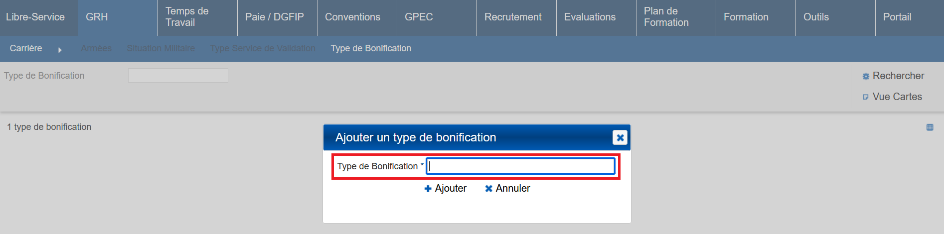 Libre-Service GRH Temps de Travail Paie / DGFIP Conventions GPEC Recrutement Evaluations Plan de Formation Formation Outils Portail
Carrière Armées Situation Militaire Type Service de Validation Type de Bonification
Type de Bonification Rechercher
Vue Cartes
1 type de bonification
Ajouter un type de bonification
Type de Bonification *
Ajouter Annuler